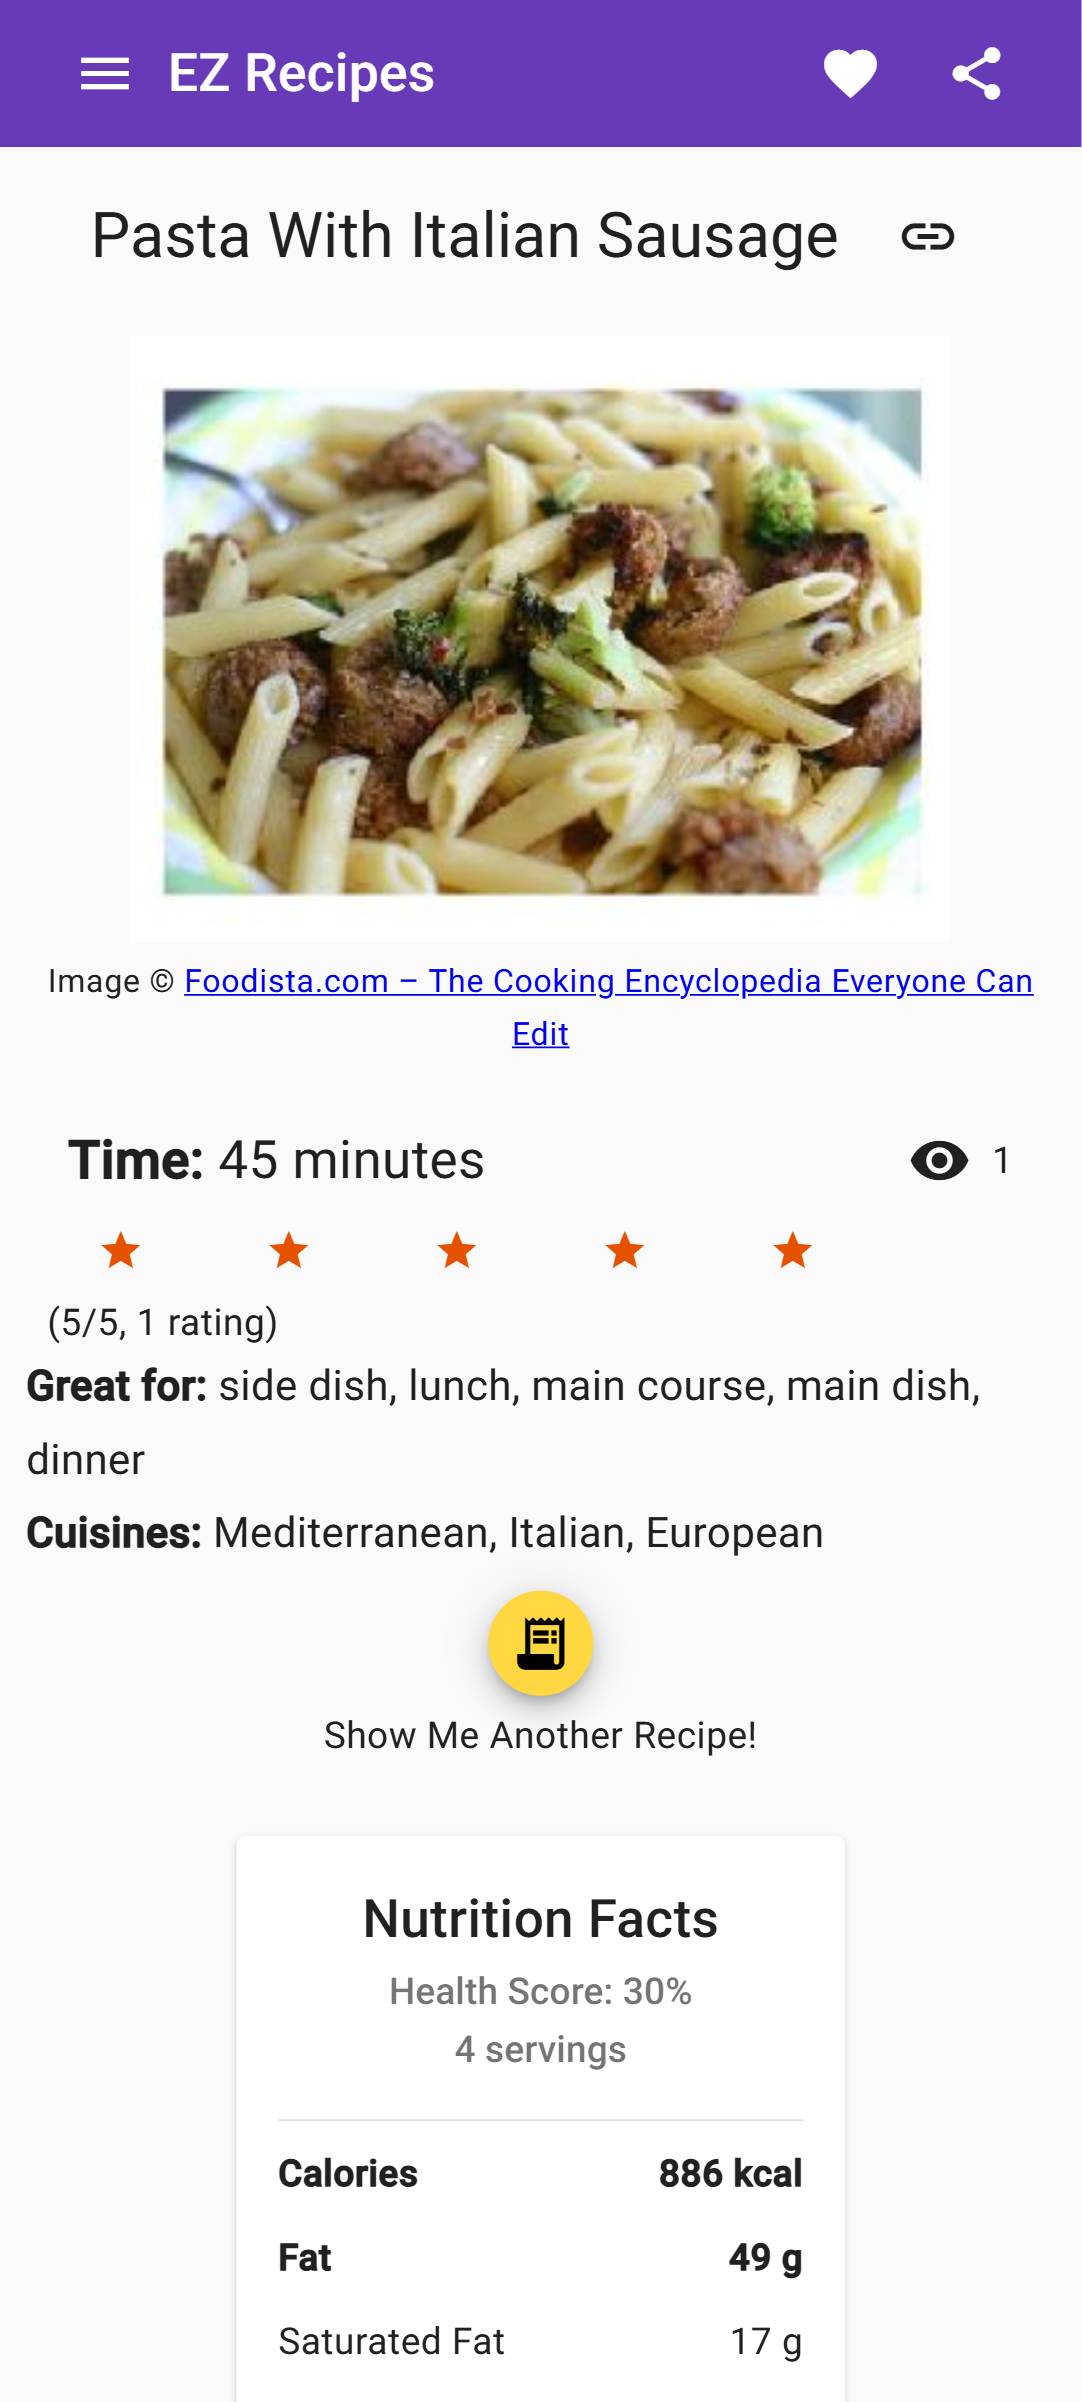 EZ Recipes
Pasta With Italian Sausage
Image © Foodista.com – The Cooking Encyclopedia Everyone Can
Edit
Time: 45 minutes
1
(5/5, 1 rating)
Great for: side dish, lunch, main course, main dish,
dinner
Cuisines: Mediterranean, Italian, European
Show Me Another Recipe!
Nutrition Facts
Health Score: 30%
4 servings
Calories 886 kcal
Fat 49 g
Saturated Fat 17 g